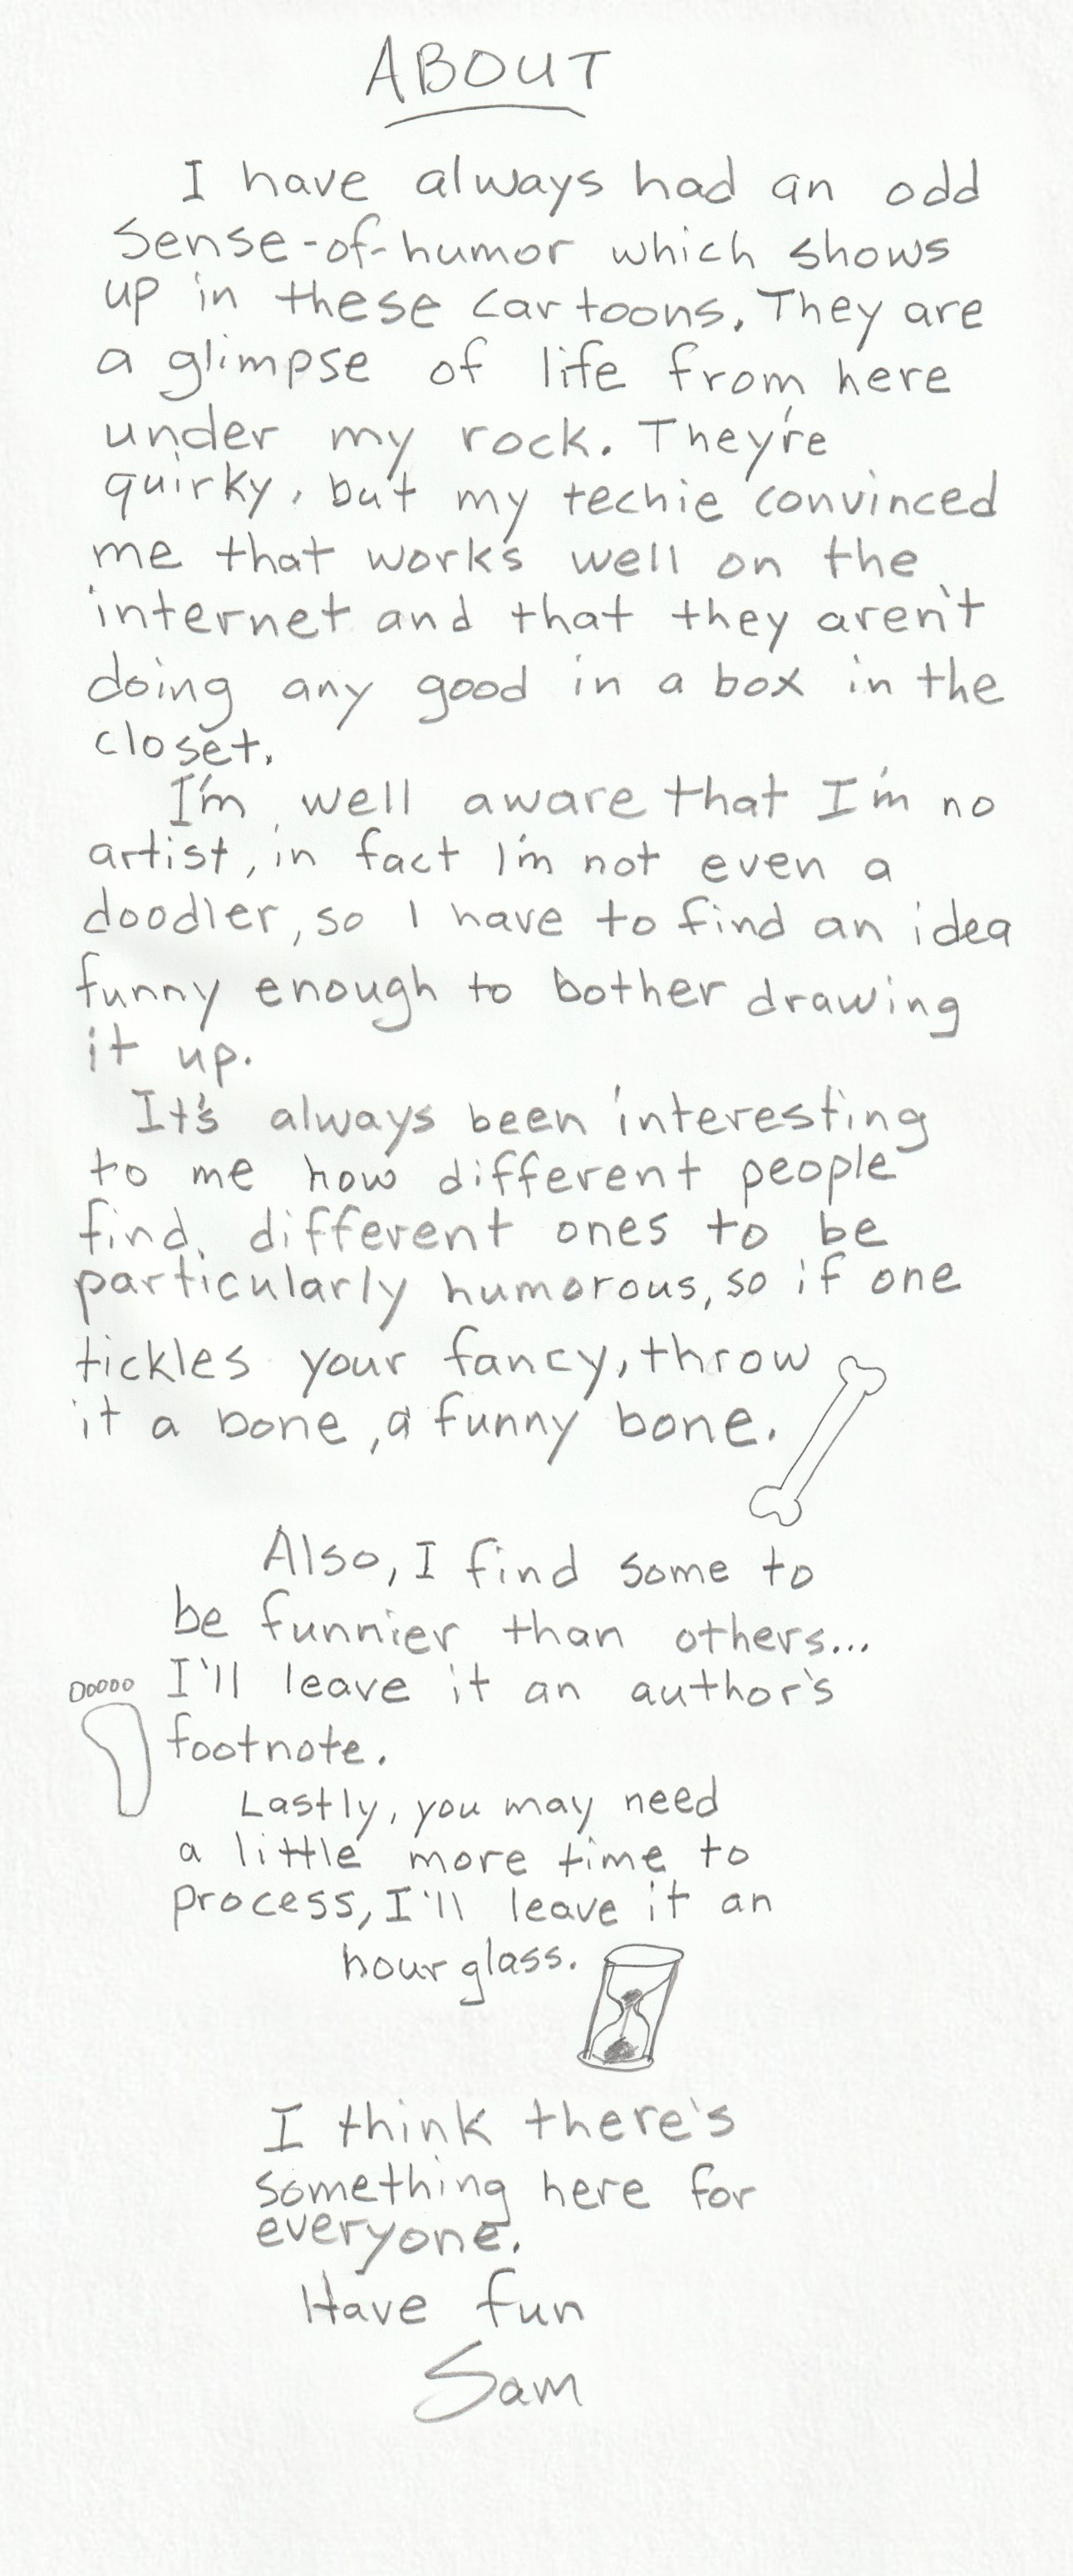 ABOUT
I have always had an odd
sense-of-humor which shows
up in these cartoons. They are
a glimpse of life from here
under my rock. They're
quirky, but my techie convinced
me that works well on the
internet and that they aren't
doing any good in a box in the
closet.
I'm well aware that I'm no
artist, in fact I'm not even a
doodler, so I have to find an idea
funny enough to bother drawing
it up.
It's always been interesting
to me how different people
find different ones to be
particularly humorous, so if one
tickles your fancy, throw
it a bone, a funny bone.
Also, I find some to
be funnier than others...
I'll leave it an author's
footnote.
Lastly, you may need
a little more time to
process, I'll leave it an
hour glass.
I think there's
something here for
everyone.
Have fun
Sam